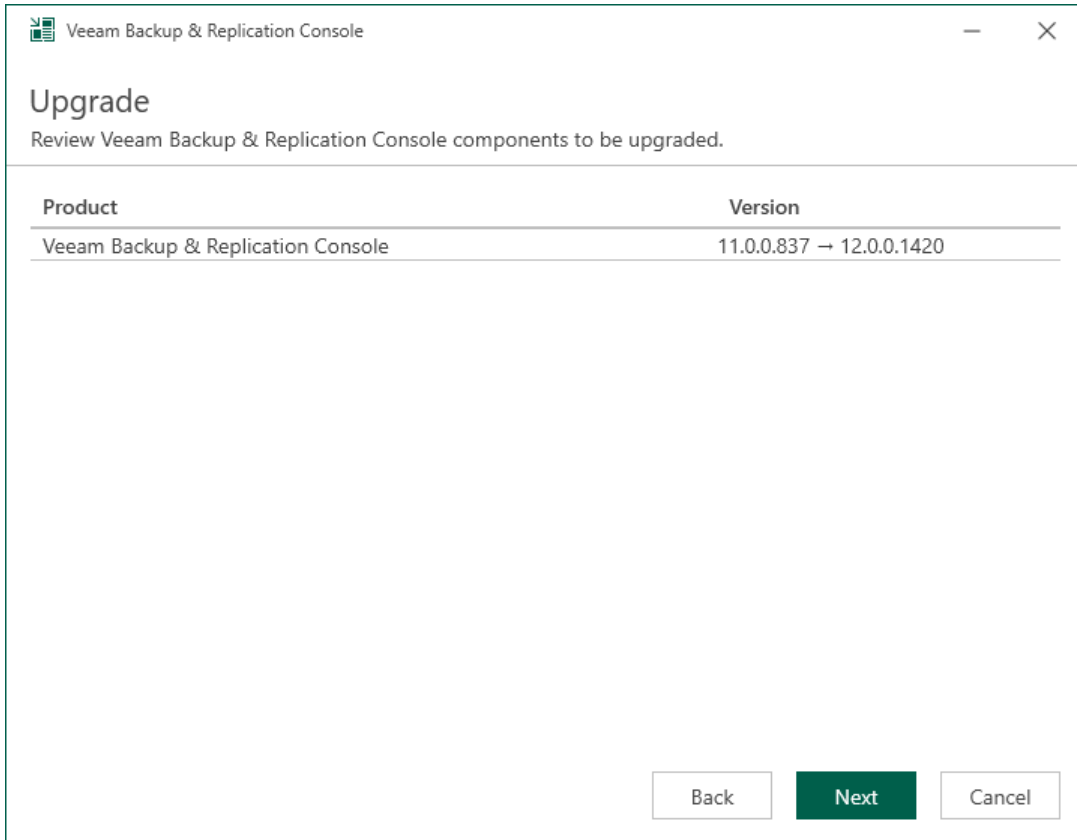 Veeam Backup & Replication Console
Upgrade
Review Veeam Backup & Replication Console components to be upgraded.
Product Version
Veeam Backup & Replication Console 11.0.0.837 → 12.0.0.1420
Back Next Cancel